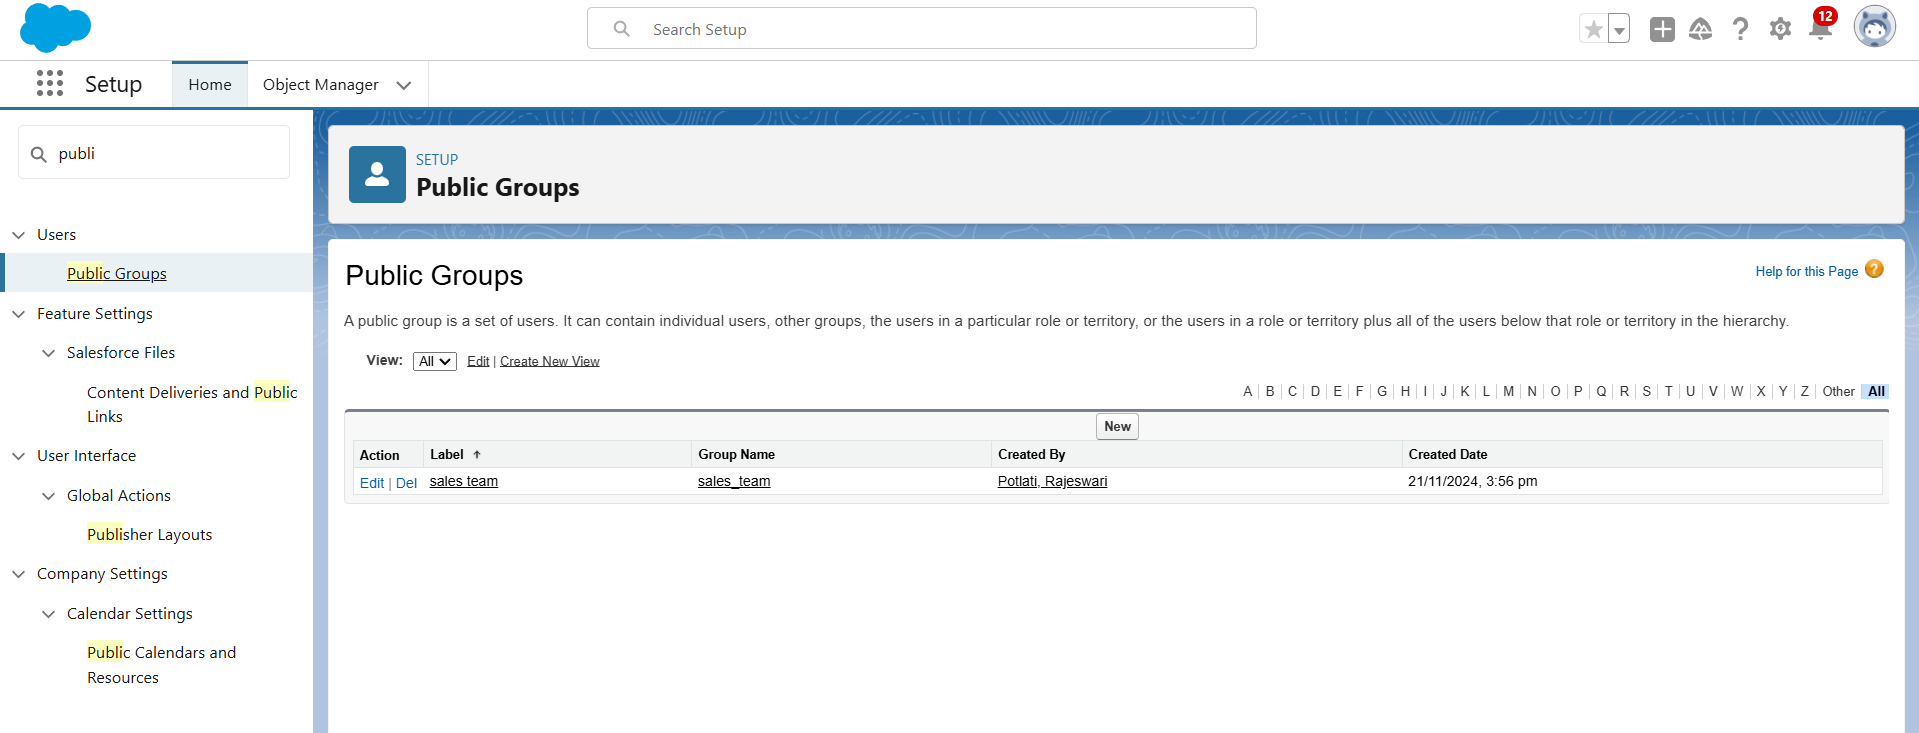 Search Setup
12
Setup
Home
Object Manager
publi
Users
Public Groups
Feature Settings
Salesforce Files
Content Deliveries and Public
Links
User Interface
Global Actions
Publisher Layouts
Company Settings
Calendar Settings
Public Calendars and
Resources
SETUP
Public Groups
Public Groups
Help for this Page ?
A public group is a set of users. It can contain individual users, other groups, the users in a particular role or territory, or the users in a role or territory plus all of the users below that role or territory in the hierarchy.
View: All Edit | Create New View
A | B | C | D | E | F | G | H | I | J | K | L | M | N | O | P | Q | R | S | T | U | V | W | X | Y | Z | Other | All
New
Action Label ↑ Group Name Created By Created Date
Edit | Del sales team sales_team Potlati, Rajeswari 21/11/2024, 3:56 pm